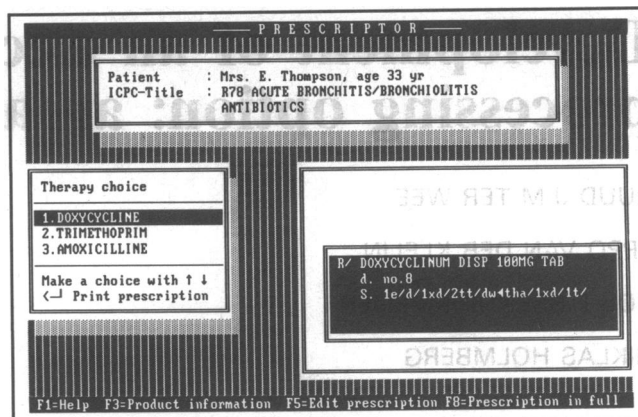 PRESCRIPTOR
Patient : Mrs. E. Thompson, age 33 yr
ICPC-Title : R78 ACUTE BRONCHITIS/BRONCHIOLITIS
ANTIBIOTICS
Therapy choice
1.DOXYCYCLINE
2.TRIMETHOPRIM
3.AMOXICILLINE
Make a choice with ↑ ↓
<─┘ Print prescription
R/ DOXYCYCLINUM DISP 100MG TAB
d. no.8
S. 1e/d/1xd/2tt/dw◄tha/1xd/1t/
F1=Help F3=Product information F5=Edit prescription F8=Prescription in full